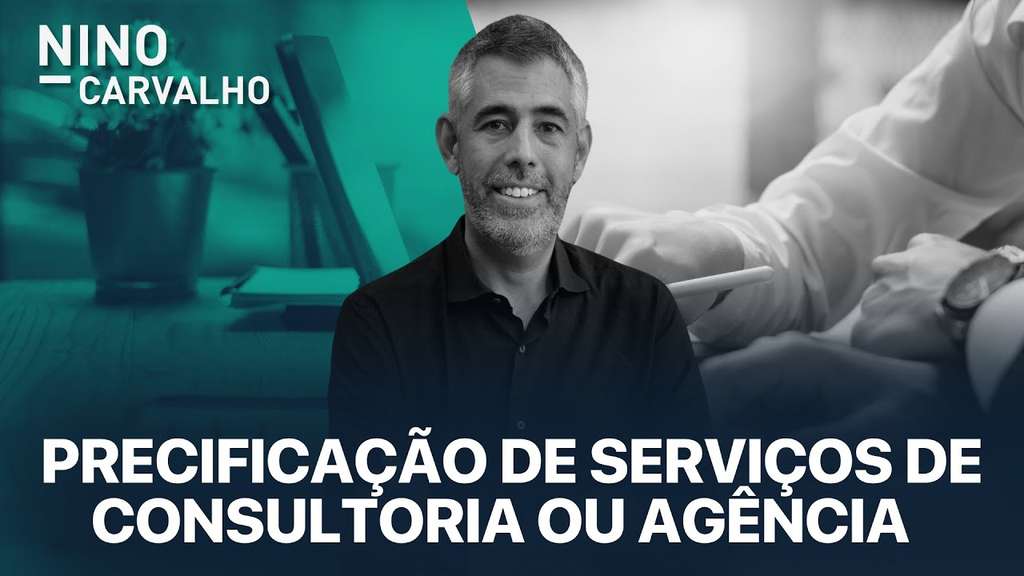 NINO
CARVALHO
PRECIFICAÇÃO DE SERVIÇOS DE
CONSULTORIA OU AGÊNCIA